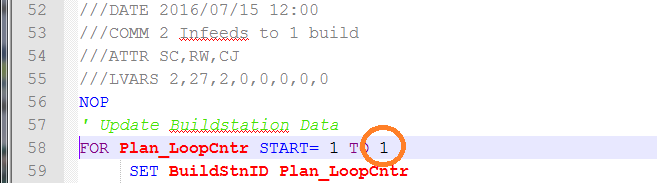 52 ///DATE 2016/07/15 12:00
53 ///COMM 2 Infeeds to 1 build
54 ///ATTR SC,RW,CJ
55 ///LVARS 2,27,2,0,0,0,0,0
56 NOP
57 ' Update Buildstation Data
58 FOR Plan_LoopCntr START= 1 TO 1
59 SET BuildStnID Plan_LoopCntr